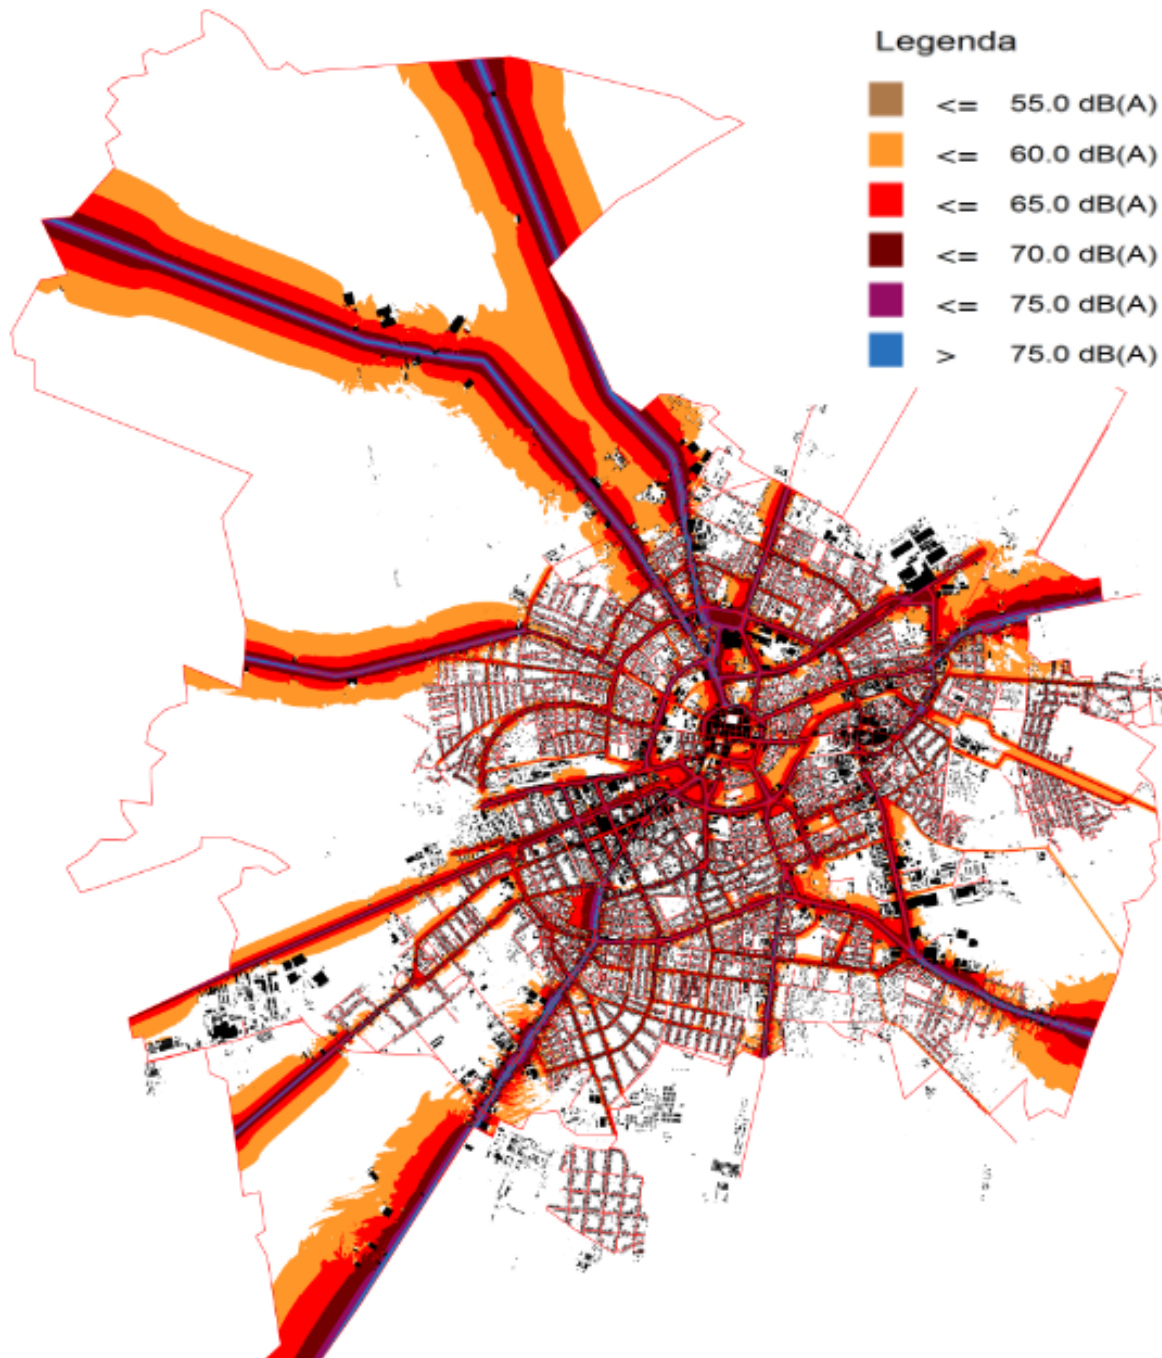 Legenda
<= 55.0 dB(A)
<= 60.0 dB(A)
<= 65.0 dB(A)
<= 70.0 dB(A)
<= 75.0 dB(A)
> 75.0 dB(A)